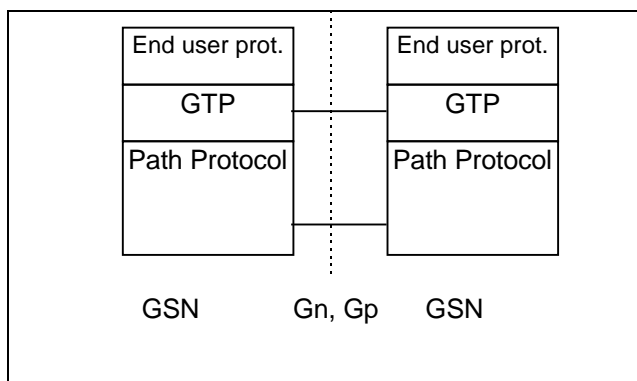 End user prot.
GTP
Path Protocol
End user prot.
GTP
Path Protocol
GSN
Gn, Gp
GSN